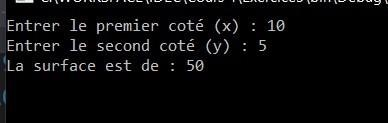 Entrer le premier coté (x) : 10
Entrer le second coté (y) : 5
La surface est de : 50